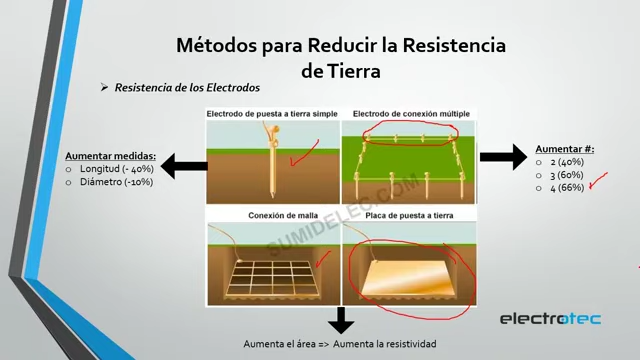 Métodos para Reducir la Resistencia
de Tierra
Resistencia de los Electrodos
Electrodo de puesta a tierra simple
Electrodo de conexión múltiple
Aumentar medidas:
Longitud (- 40%)
Diámetro (-10%)
Aumentar #:
2 (40%)
3 (60%)
4 (66%)
SUMIDELEC.COM
Conexión de malla
Placa de puesta a tierra
electrotec
Aumenta el área => Aumenta la resistividad